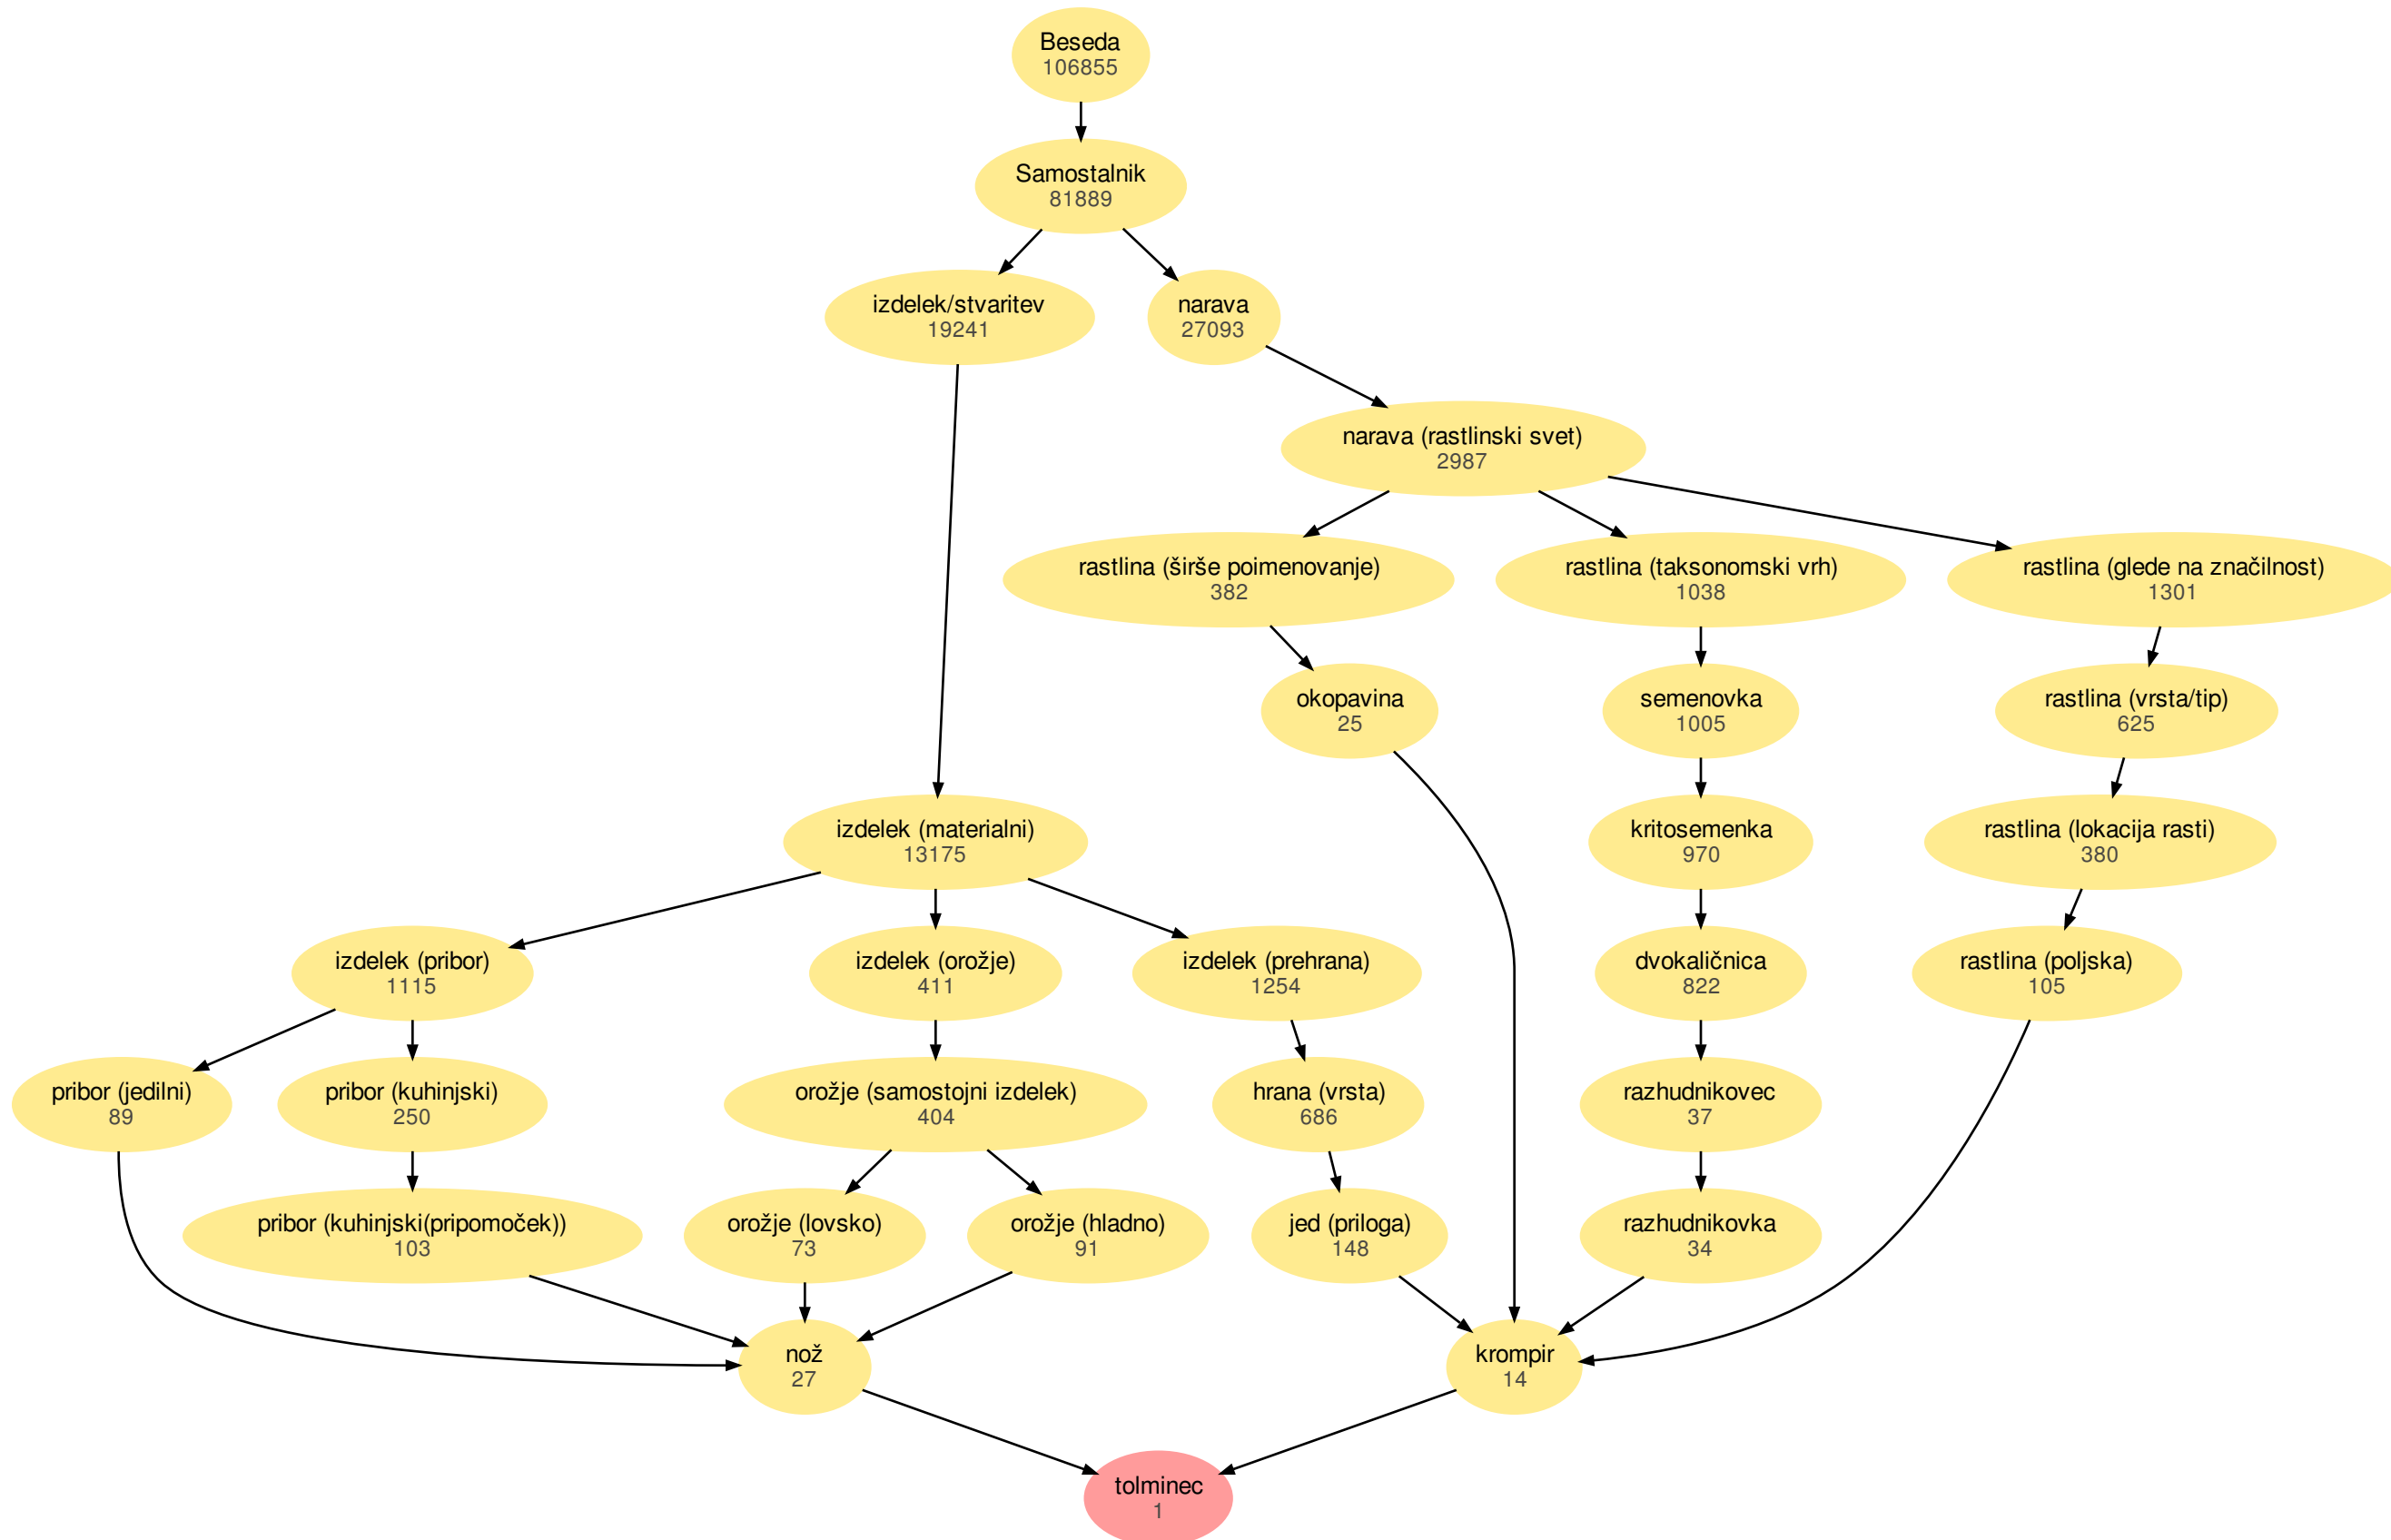 Beseda
106855
Samostalnik
81889
izdelek/stvaritev
19241
narava
27093
narava (rastlinski svet)
2987
rastlina (širše poimenovanje)
382
rastlina (taksonomski vrh)
1038
rastlina (glede na značilnost)
1301
okopavina
25
semenovka
1005
rastlina (vrsta/tip)
625
izdelek (materialni)
13175
kritosemenka
970
rastlina (lokacija rasti)
380
izdelek (pribor)
1115
izdelek (orožje)
411
izdelek (prehrana)
1254
dvokaličnica
822
rastlina (poljska)
105
pribor (jedilni)
89
pribor (kuhinjski)
250
orožje (samostojni izdelek)
404
hrana (vrsta)
686
razhudnikovec
37
pribor (kuhinjski(pripomoček))
103
orožje (lovsko)
73
orožje (hladno)
91
jed (priloga)
148
razhudnikovka
34
nož
27
krompir
14
tolminec
1